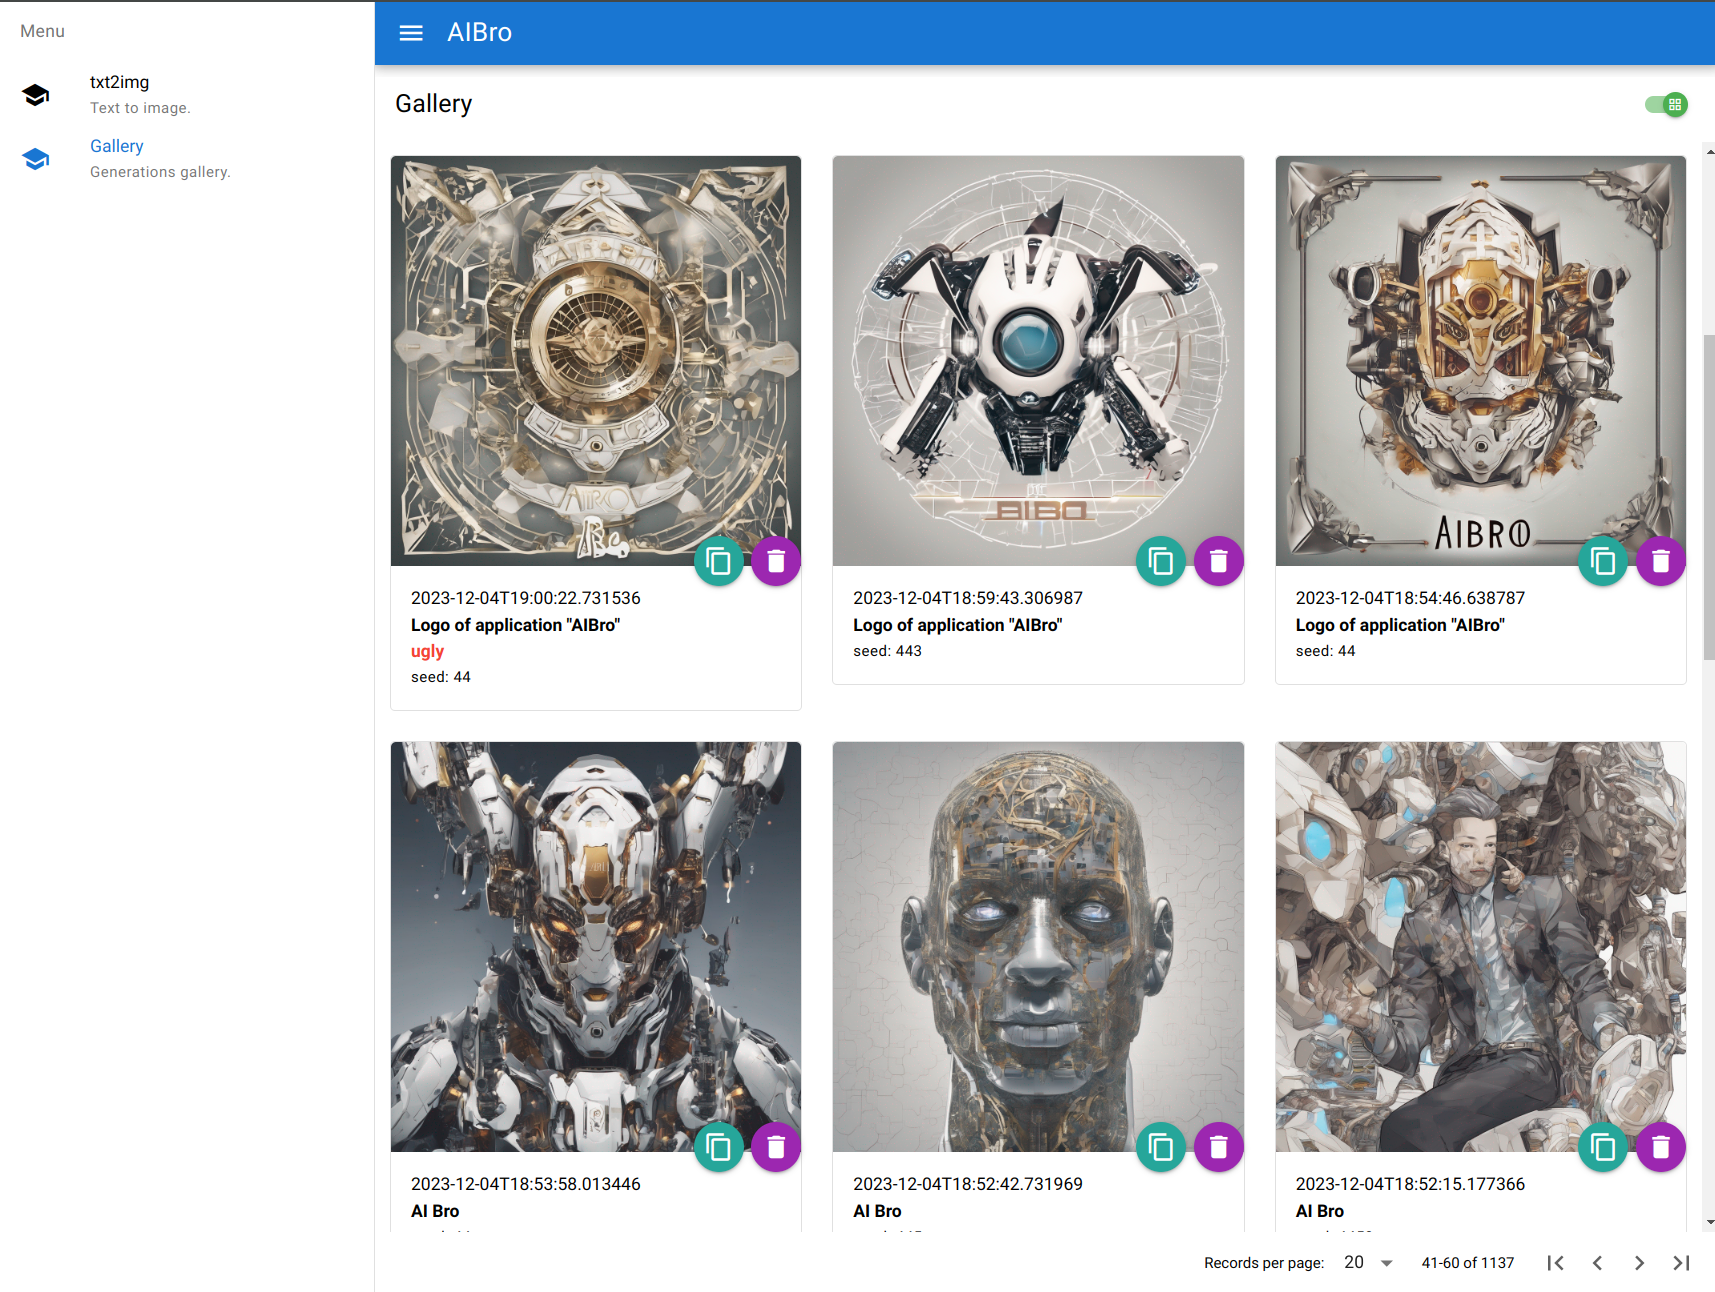 Menu
txt2img
Text to image.
Gallery
Generations gallery.
AIBro
Gallery
AIBO
AIBRO
2023-12-04T19:00:22.731536
Logo of application "AIBro"
ugly
seed: 44
2023-12-04T18:59:43.306987
Logo of application "AIBro"
seed: 443
2023-12-04T18:54:46.638787
Logo of application "AIBro"
seed: 44
2023-12-04T18:53:58.013446
AI Bro
2023-12-04T18:52:42.731969
AI Bro
2023-12-04T18:52:15.177366
AI Bro
Records per page: 20 41-60 of 1137